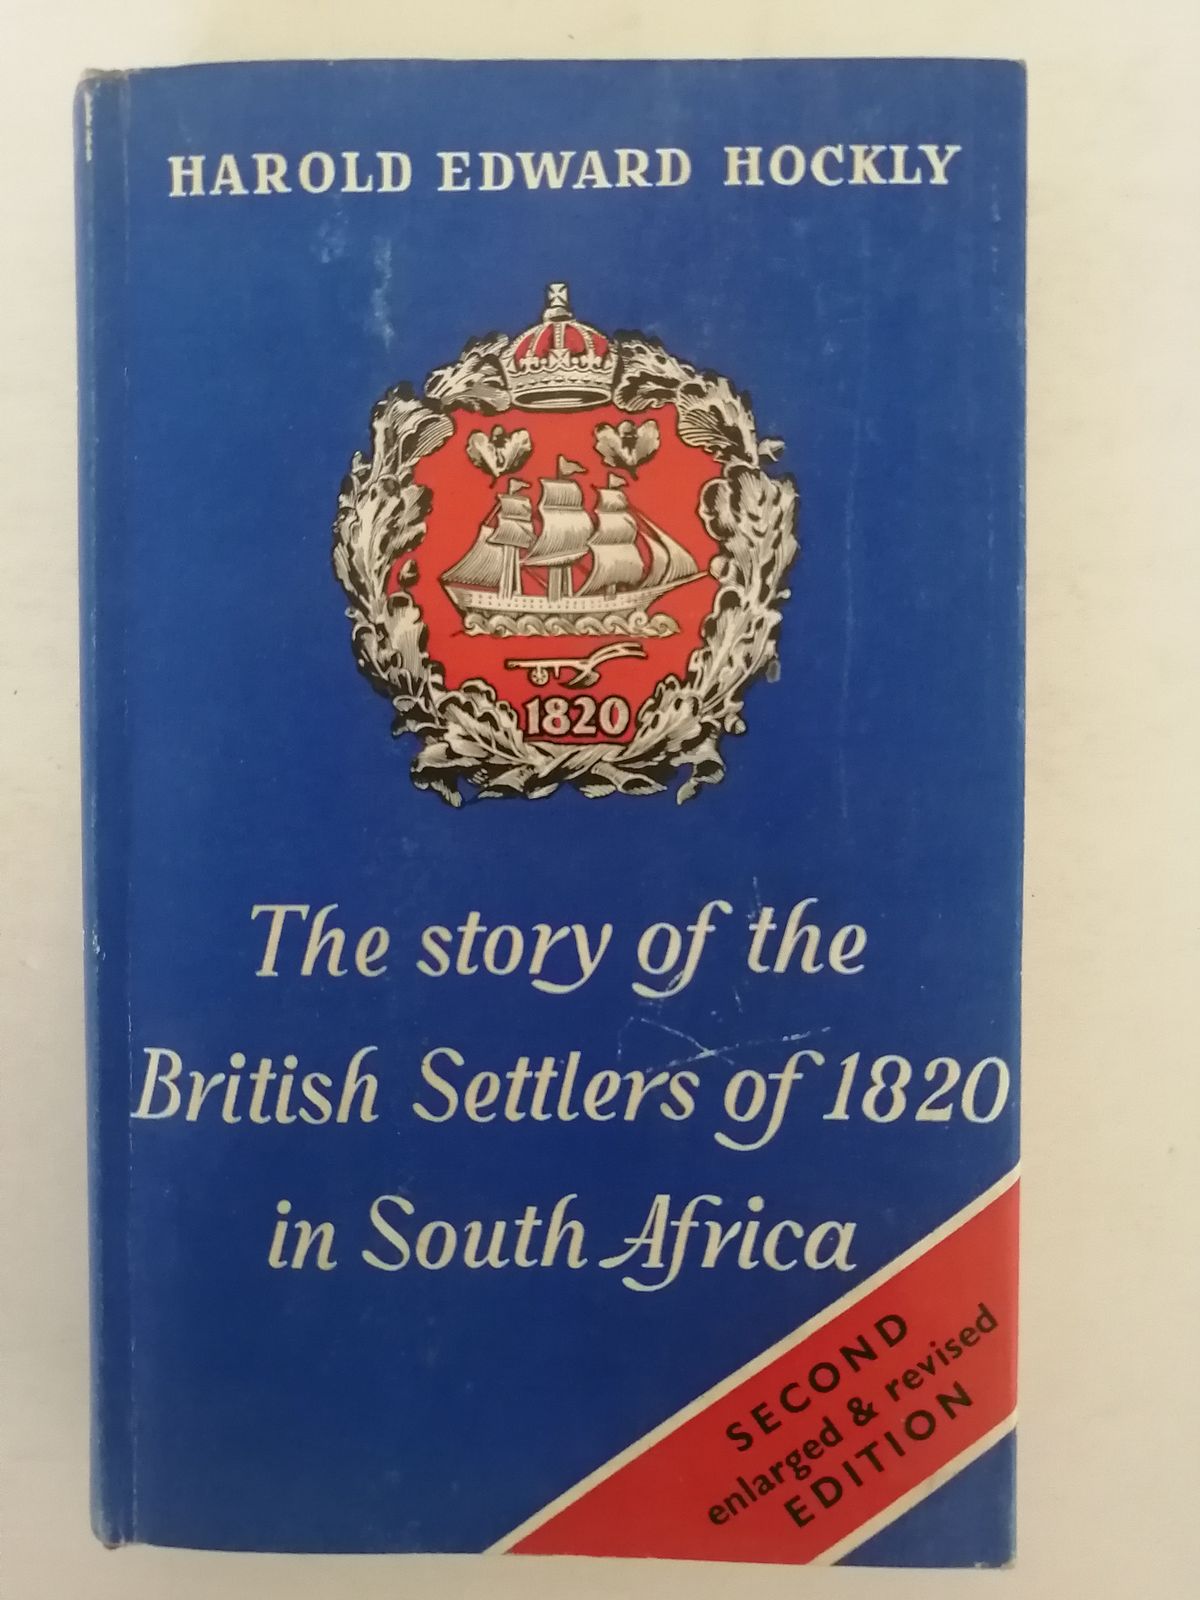 HAROLD EDWARD HOCKLY
1820
The story of the
British Settlers of 1820
in South Africa
SECOND
enlarged & revised
EDITION